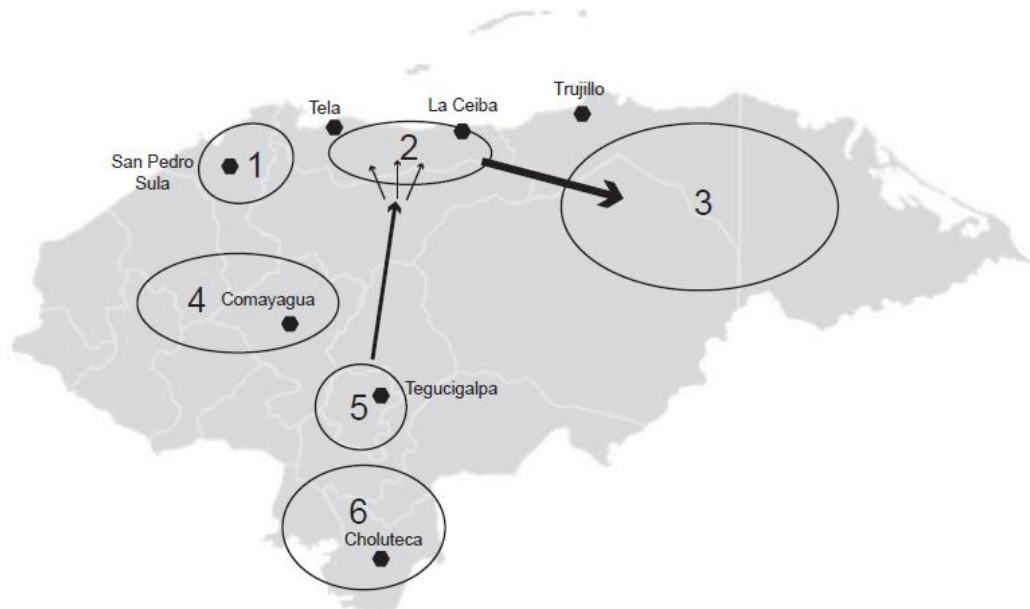 Trujillo
La Ceiba
Tela
2
San Pedro
Sula
1
3
4
Comayagua
5
Tegucigalpa
6
Choluteca